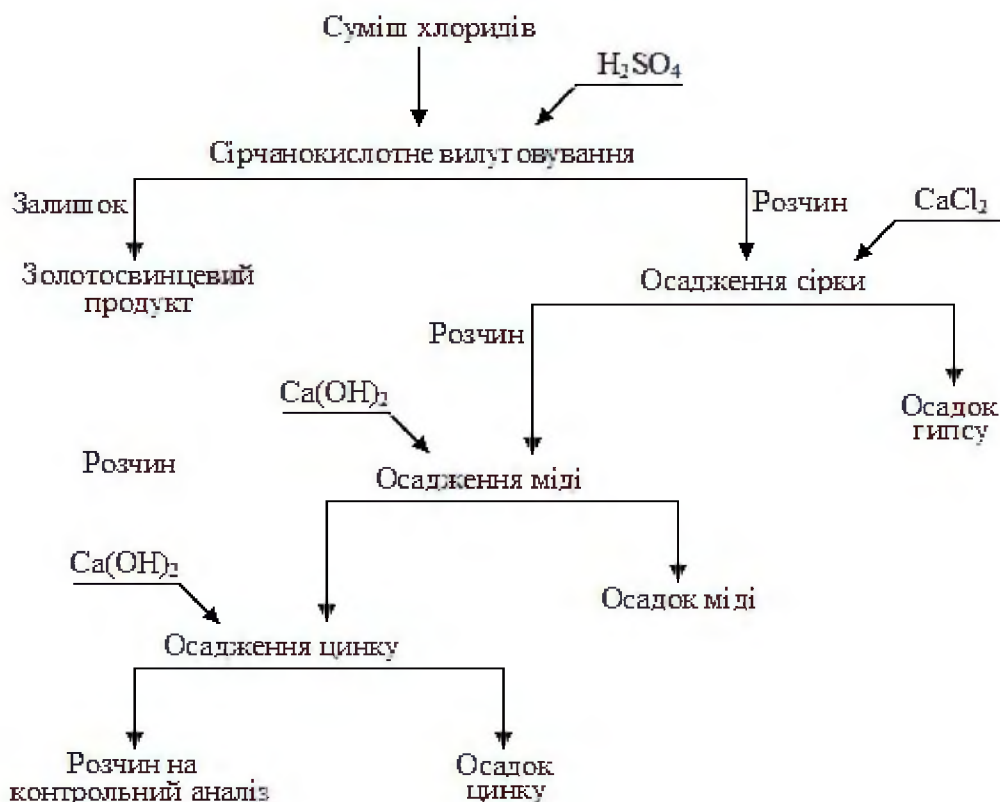 Суміш хлоридів
H₂SO₄
Сірчанокислотне вилуговування
Залишок
Розчин
CaCl₂
Золотосвинцевий
продукт
Осадження сірки
Розчин
Ca(OH)₂
Осадок
гипсу
Розчин
Осадження міді
Ca(OH)₂
Осадок міді
Осадження цинку
Розчин на
контрольний аналіз
Осадок
цинку